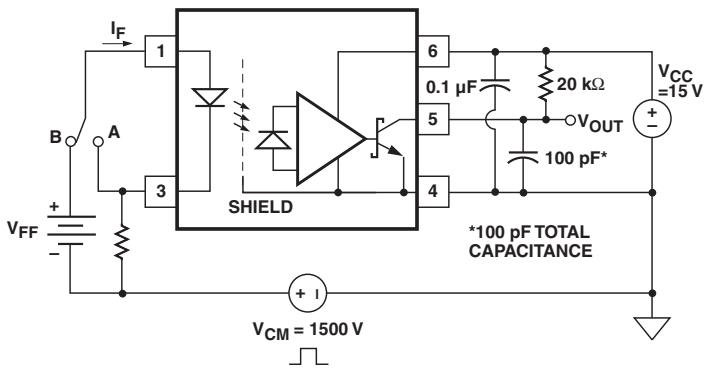 I_F
1
6
0.1 µF
20 kΩ
V_CC
=15 V
+
–
B
A
5
V_OUT
100 pF*
3
4
SHIELD
+
V_FF
–
*100 pF TOTAL
CAPACITANCE
+ –
V_CM = 1500 V